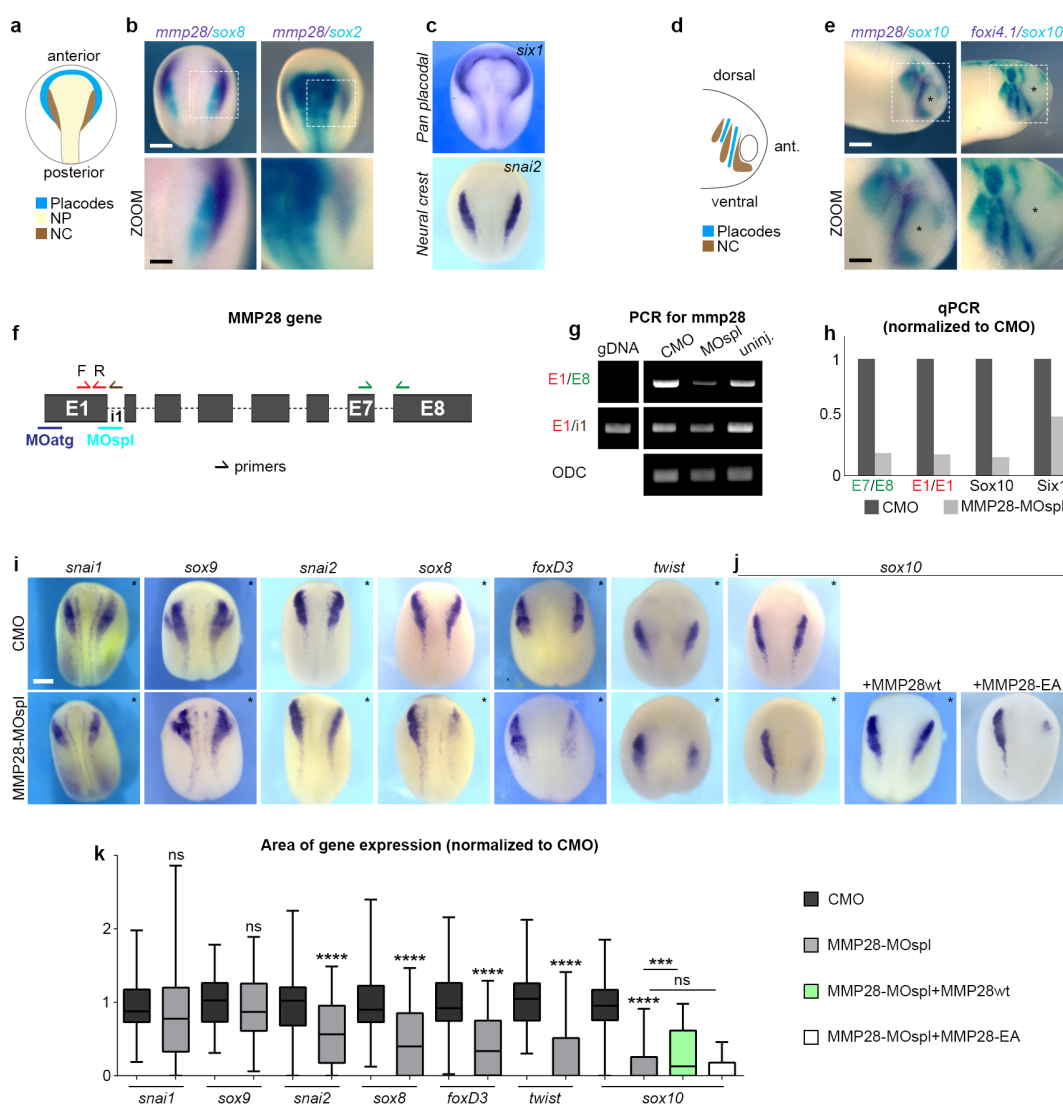 a
anterior
posterior
Placodes
NP
NC
b
mmp28/sox8
mmp28/sox2
ZOOM
c
Pan placodal
six1
Neural crest
snai2
d
dorsal
ant.
ventral
Placodes
NC
e
mmp28/sox10
foxi4.1/sox10
*
*
ZOOM
*
*
f
MMP28 gene
F R
E1
i1
E7
E8
MOatg
MOspl
primers
g
PCR for mmp28
gDNA
CMO
MOspl
uninj.
E1/E8
E1/i1
ODC
h
qPCR
(normalized to CMO)
1
0.5
0
E7/E8
E1/E1
Sox10
Six1
CMO
MMP28-MOspl
i
snai1
sox9
snai2
sox8
foxD3
twist
j
sox10
CMO
* * * * * * *
+MMP28wt
+MMP28-EA
MMP28-MOspl
* * * * * * * *
k
Area of gene expression (normalized to CMO)
2
1
0
ns
ns
****
****
****
****
****
***
ns
snai1
sox9
snai2
sox8
foxD3
twist
sox10
CMO
MMP28-MOspl
MMP28-MOspl+MMP28wt
MMP28-MOspl+MMP28-EA